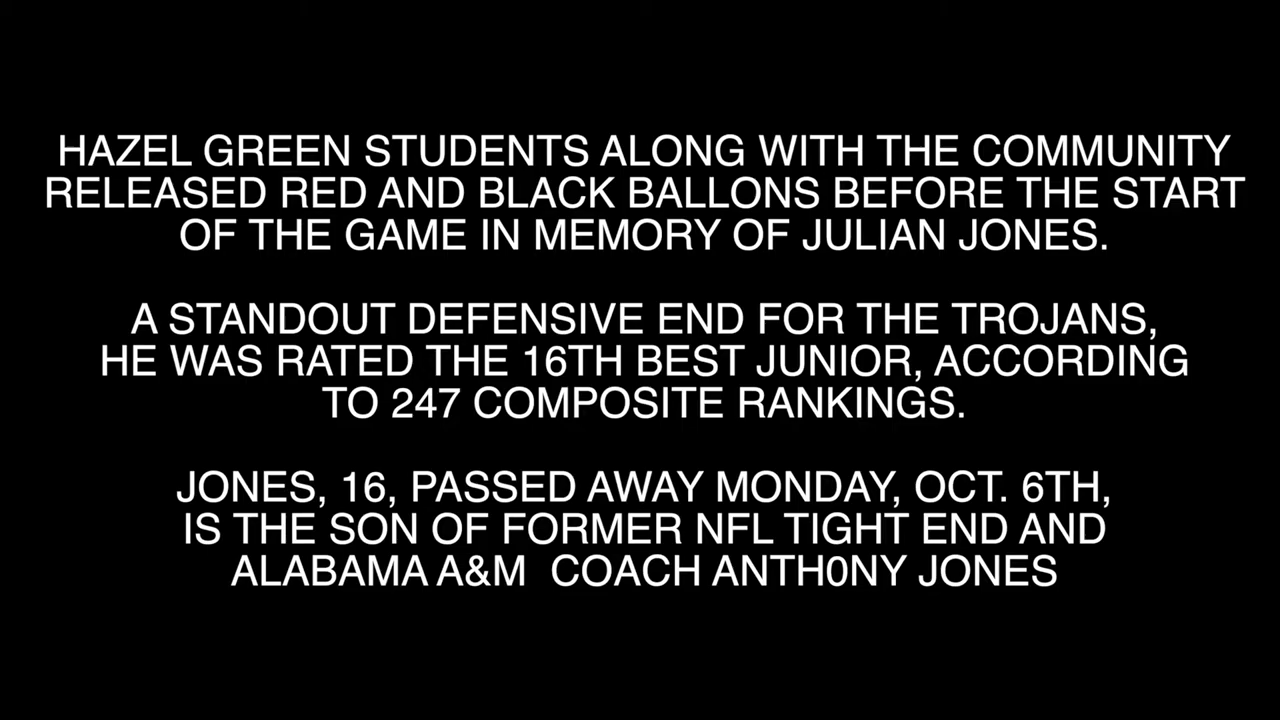 HAZEL GREEN STUDENTS ALONG WITH THE COMMUNITY
RELEASED RED AND BLACK BALLONS BEFORE THE START
OF THE GAME IN MEMORY OF JULIAN JONES.
A STANDOUT DEFENSIVE END FOR THE TROJANS,
HE WAS RATED THE 16TH BEST JUNIOR, ACCORDING
TO 247 COMPOSITE RANKINGS.
JONES, 16, PASSED AWAY MONDAY, OCT. 6TH,
IS THE SON OF FORMER NFL TIGHT END AND
ALABAMA A&M  COACH ANTH0NY JONES